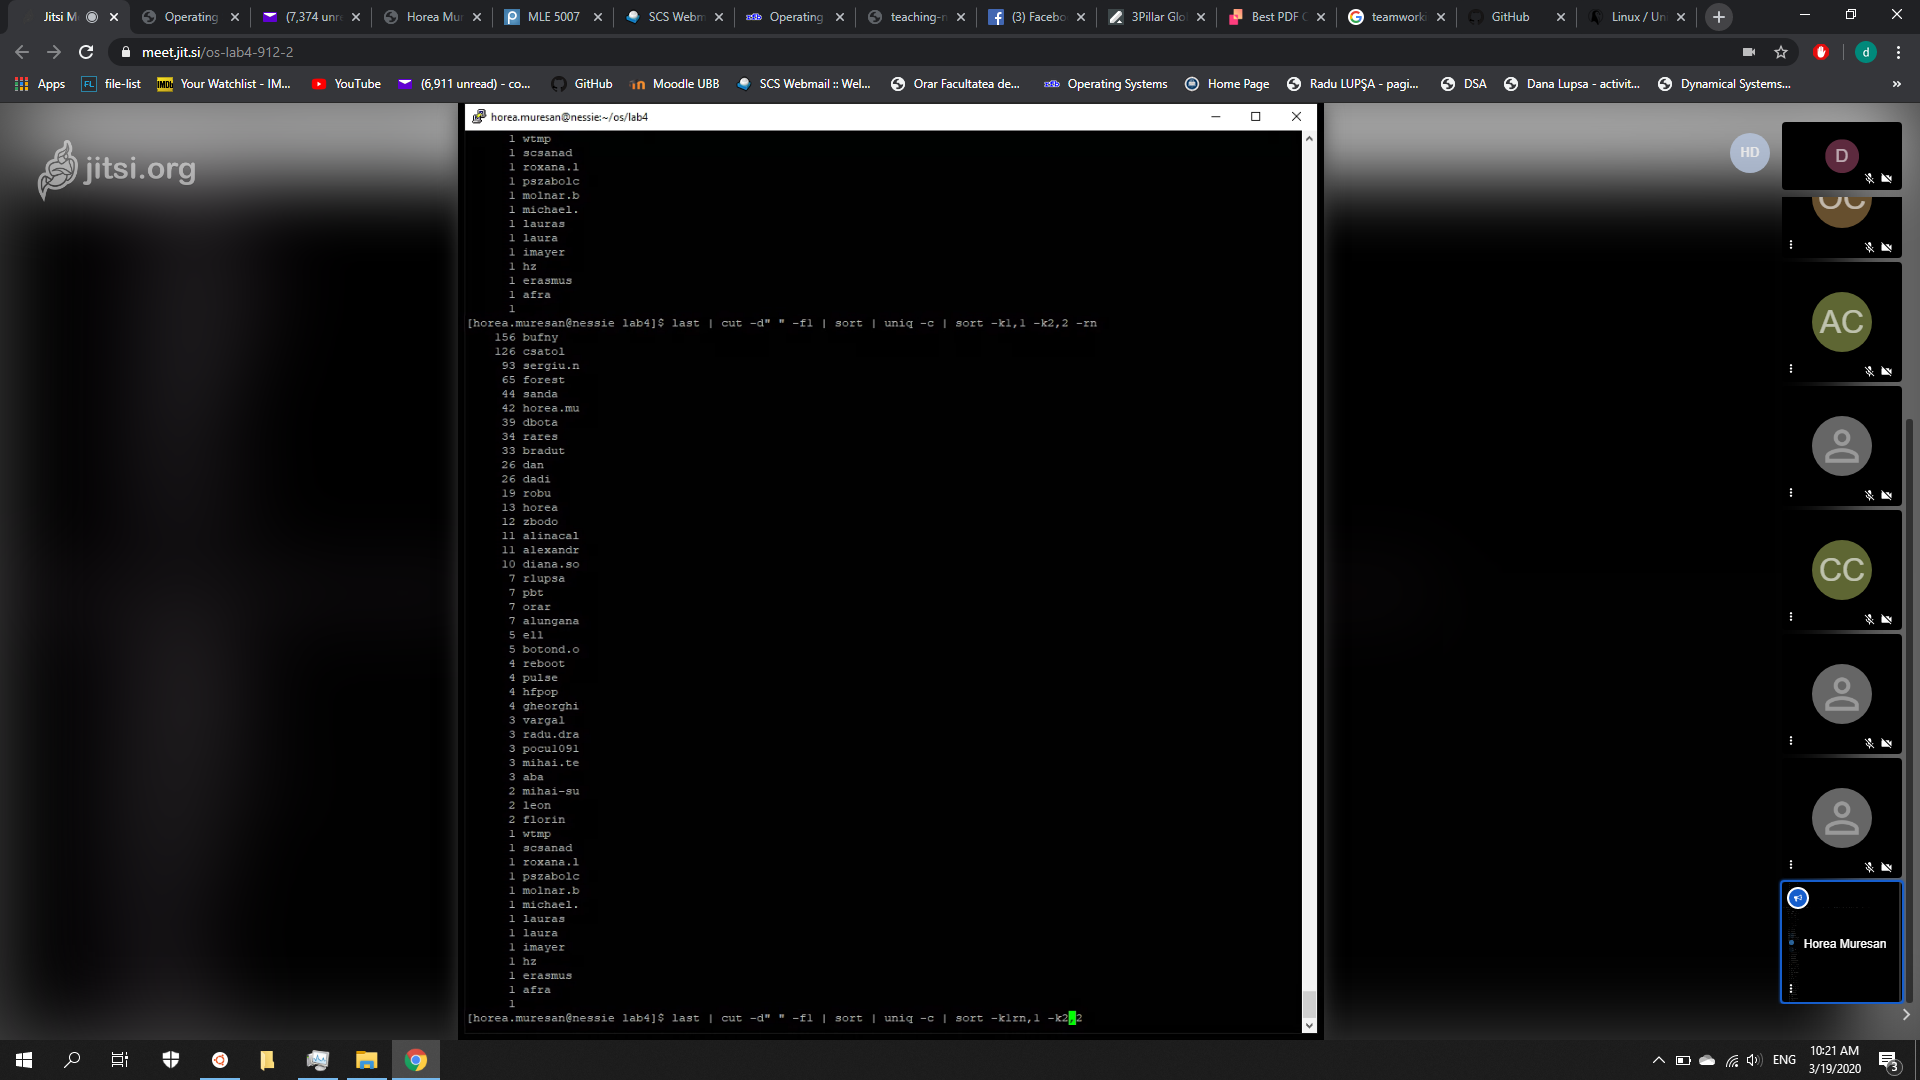 Jitsi M
Operating
(7,374 unr
Horea Mur
MLE 5007
SCS Webm
Operating
teaching-n
(3) Facebo
3Pillar Glo
Best PDF C
teamwork
GitHub
Linux / Un
meet.jit.si/os-lab4-912-2
d
Apps
file-list
Your Watchlist - IM...
YouTube
(6,911 unread) - co...
GitHub
Moodle UBB
SCS Webmail :: Wel...
Orar Facultatea de...
Operating Systems
Home Page
Radu LUPŞA - pagi...
DSA
Dana Lupsa - activit...
Dynamical Systems...
»
jitsi.org
horea.muresan@nessie:~/os/lab4
1 wtmp
1 scsanad
1 roxana.l
1 pszabolc
1 molnar.b
1 michael.
1 lauras
1 laura
1 imayer
1 hz
1 erasmus
1 afra
1
[horea.muresan@nessie lab4]$ last | cut -d" " -f1 | sort | uniq -c | sort -k1,1 -k2,2 -rn
156 bufny
126 csatol
93 sergiu.n
65 forest
44 sanda
42 horea.mu
39 dbota
34 rares
33 bradut
26 dan
26 dadi
19 robu
13 horea
12 zbodo
11 alinacal
11 alexandr
10 diana.so
7 rlupsa
7 pbt
7 orar
7 alungana
5 ell
5 botond.o
4 reboot
4 pulse
4 hfpop
4 gheorghi
3 vargal
3 radu.dra
3 pocul091
3 mihai.te
3 aba
2 mihai-su
2 leon
2 florin
1 wtmp
1 scsanad
1 roxana.l
1 pszabolc
1 molnar.b
1 michael.
1 lauras
1 laura
1 imayer
1 hz
1 erasmus
1 afra
1
[horea.muresan@nessie lab4]$ last | cut -d" " -f1 | sort | uniq -c | sort -k1rn,1 -k2,2
HD
D
OC
AC
CC
Horea Muresan
ENG
10:21 AM
3/19/2020
3